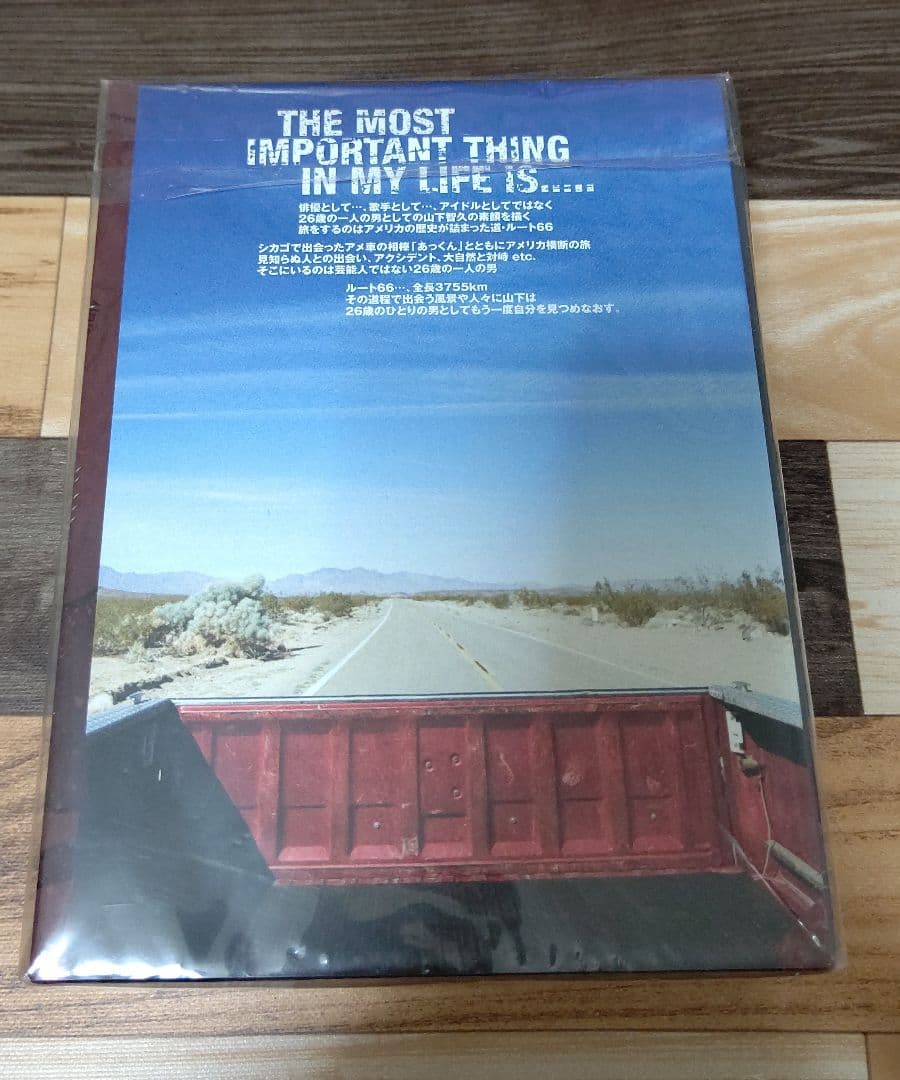 THE MOST
IMPORTANT THING
IN MY LIFE IS.....
俳優として…、歌手として…、アイドルとしてではなく
26歳の一人の男としての山下智久の素顔を描く
旅をするのはアメリカの歴史が詰まった道・ルート66
シカゴで出会ったアメ車の相棒「あっくん」とともにアメリカ横断の旅
見知らぬ人との出会い、アクシデント、大自然と対峙 etc.
そこにいるのは芸能人ではない26歳の一人の男
ルート66…、全長3755km
その道程で出会う風景や人々に山下は
26歳のひとりの男としてもう一度自分を見つめなおす。